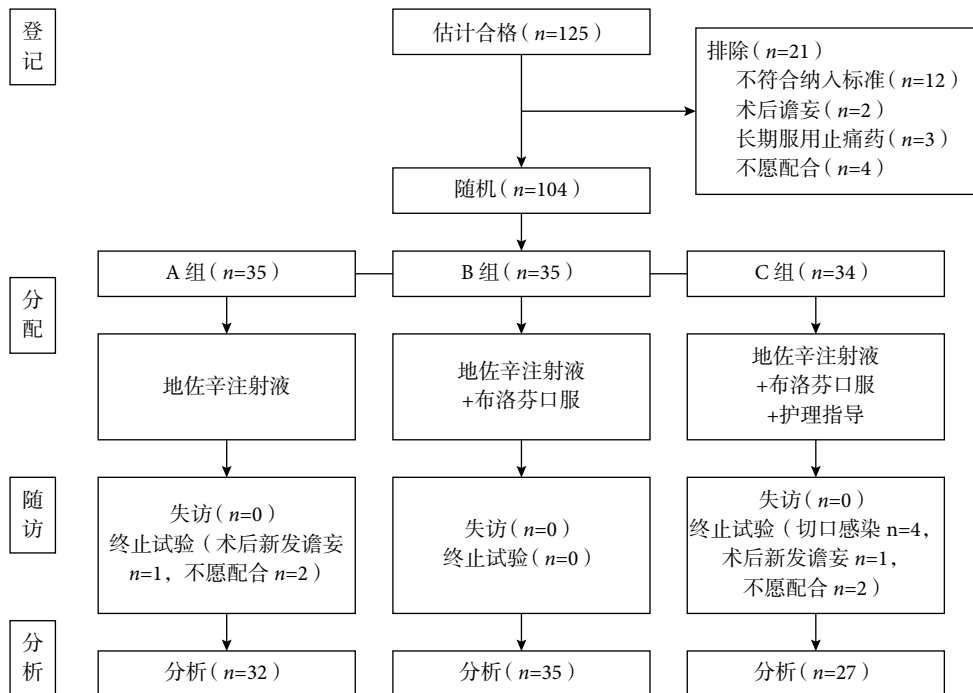 登
记
估计合格（n=125）
排除（n=21）
不符合纳入标准（n=12）
术后谵妄（n=2）
长期服用止痛药（n=3）
不愿配合（n=4）
随机（n=104）
分
配
A 组（n=35）
B 组（n=35）
C 组（n=34）
地佐辛注射液
地佐辛注射液
+布洛芬口服
地佐辛注射液
+布洛芬口服
+护理指导
随
访
失访（n=0）
终止试验（术后新发谵妄
n=1，不愿配合 n=2）
失访（n=0）
终止试验（n=0）
失访（n=0）
终止试验（切口感染 n=4，
术后新发谵妄 n=1，
不愿配合 n=2）
分
析
分析（n=32）
分析（n=35）
分析（n=27）